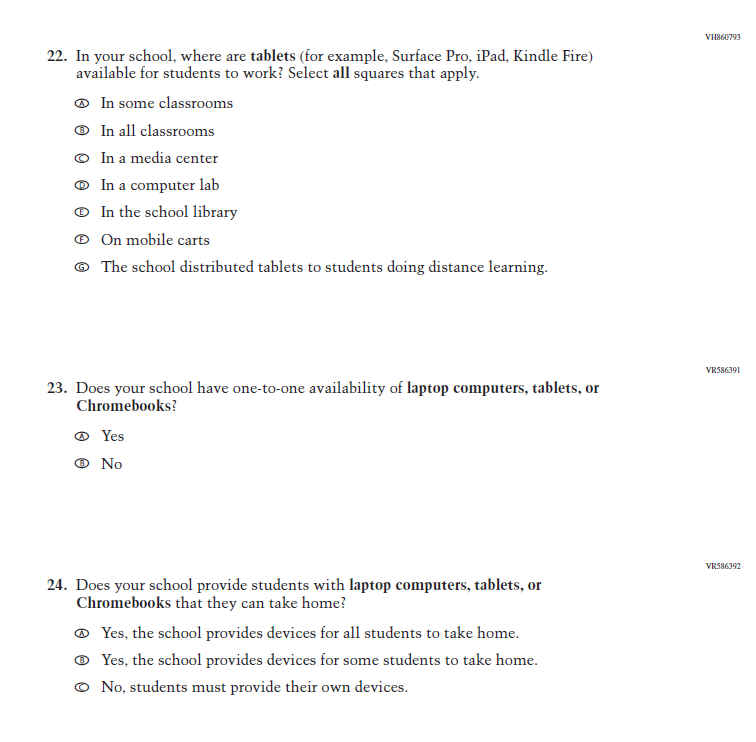 VH860793
22. In your school, where are tablets (for example, Surface Pro, iPad, Kindle Fire)
available for students to work? Select all squares that apply.
A In some classrooms
B In all classrooms
C In a media center
D In a computer lab
E In the school library
F On mobile carts
G The school distributed tablets to students doing distance learning.
VR586391
23. Does your school have one-to-one availability of laptop computers, tablets, or
Chromebooks?
A Yes
B No
VR586392
24. Does your school provide students with laptop computers, tablets, or
Chromebooks that they can take home?
A Yes, the school provides devices for all students to take home.
B Yes, the school provides devices for some students to take home.
C No, students must provide their own devices.